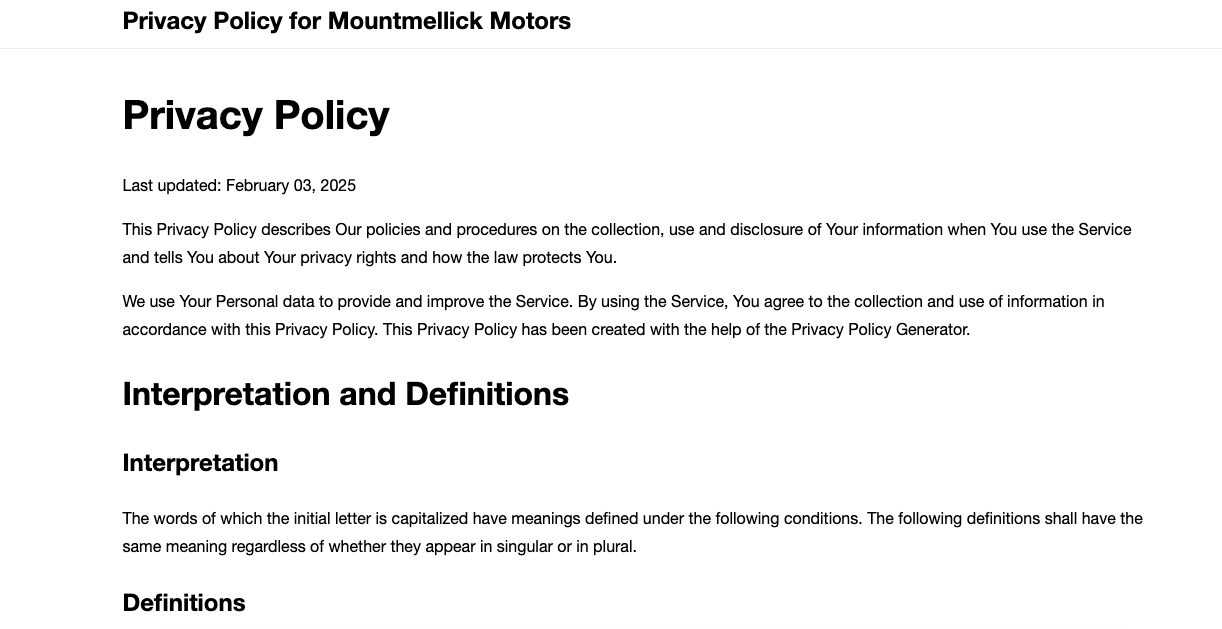 Privacy Policy for Mountmellick Motors
Privacy Policy
Last updated: February 03, 2025
This Privacy Policy describes Our policies and procedures on the collection, use and disclosure of Your information when You use the Service
and tells You about Your privacy rights and how the law protects You.
We use Your Personal data to provide and improve the Service. By using the Service, You agree to the collection and use of information in
accordance with this Privacy Policy. This Privacy Policy has been created with the help of the Privacy Policy Generator.
Interpretation and Definitions
Interpretation
The words of which the initial letter is capitalized have meanings defined under the following conditions. The following definitions shall have the
same meaning regardless of whether they appear in singular or in plural.
Definitions